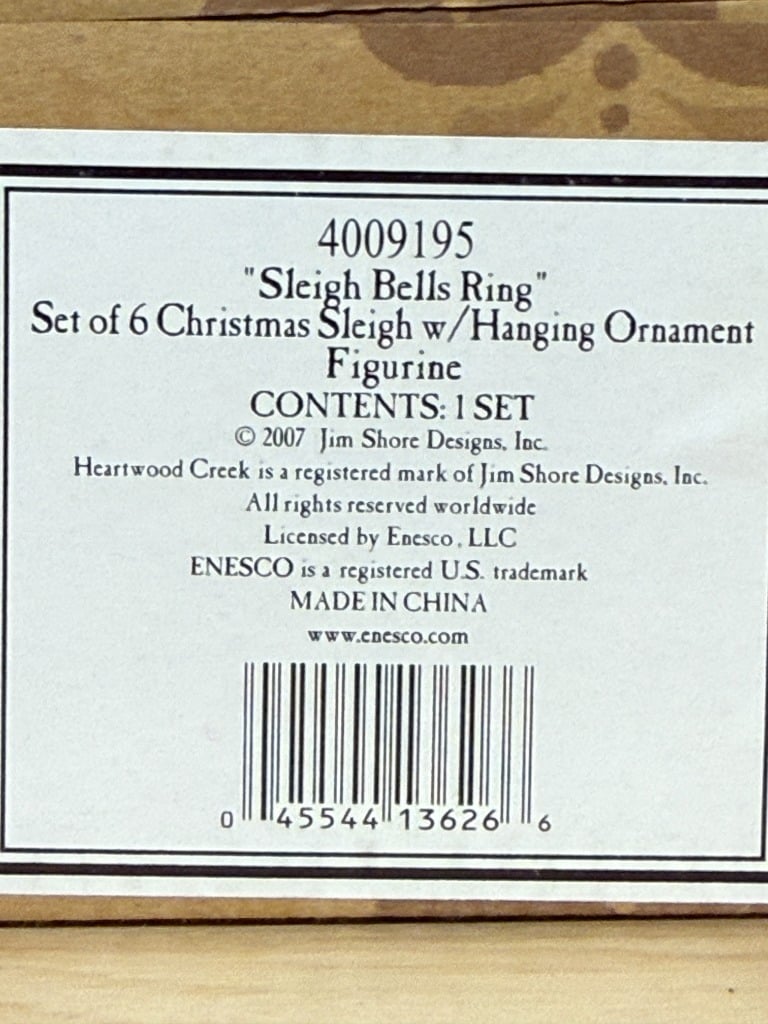 4009195
"Sleigh Bells Ring"
Set of 6 Christmas Sleigh w/Hanging Ornament
Figurine
CONTENTS: 1 SET
© 2007 Jim Shore Designs, Inc.
Heartwood Creek is a registered mark of Jim Shore Designs, Inc.
All rights reserved worldwide
Licensed by Enesco, LLC
ENESCO is a registered U.S. trademark
MADE IN CHINA
www.enesco.com
0 45544 13626 6